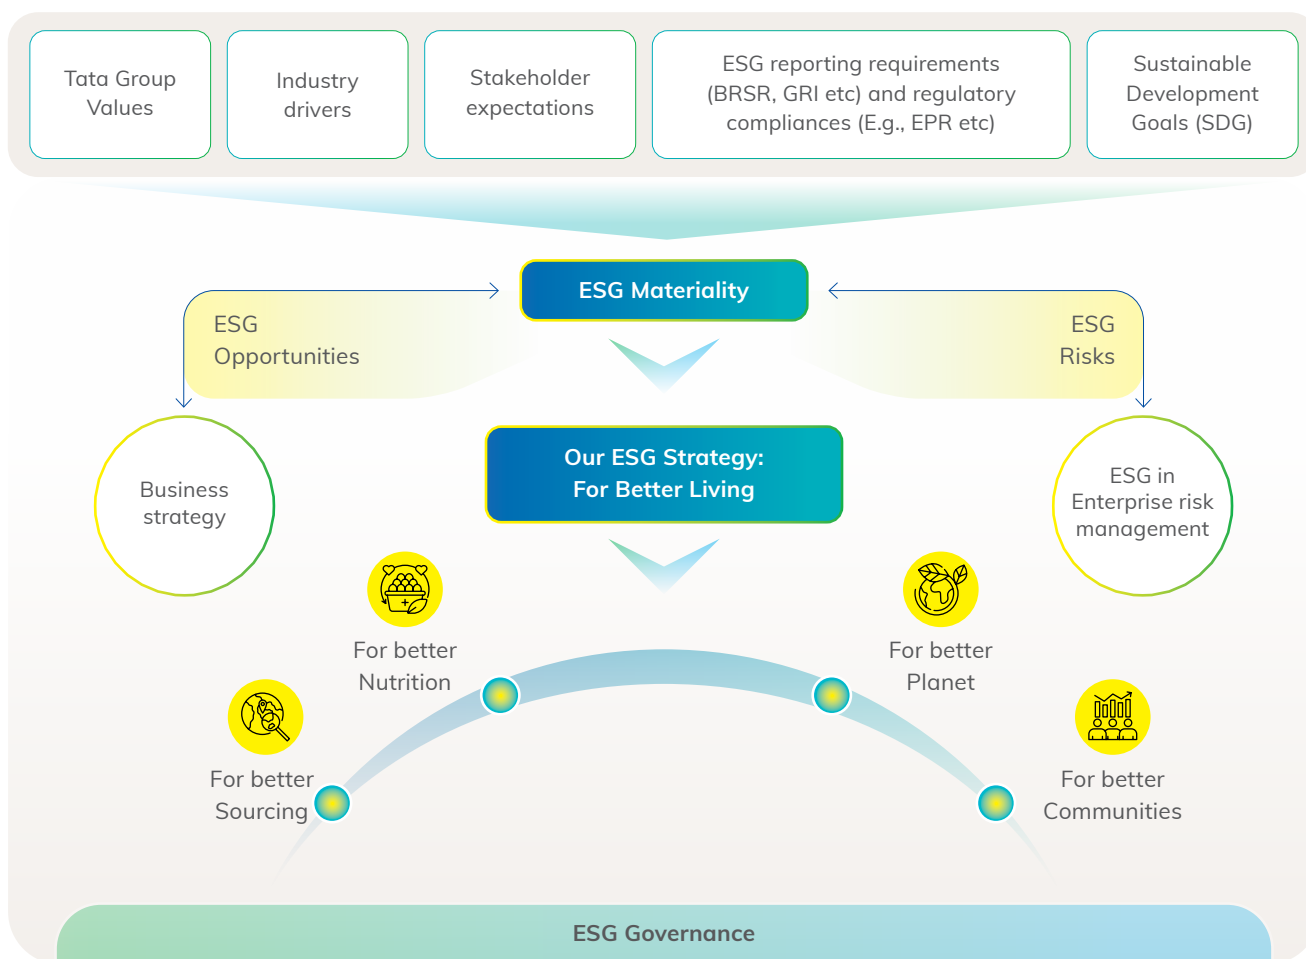 Tata Group
Values
Industry
drivers
Stakeholder
expectations
ESG reporting requirements
(BRSR, GRI etc) and regulatory
compliances (E.g., EPR etc)
Sustainable
Development
Goals (SDG)
ESG Materiality
ESG
Opportunities
ESG
Risks
Our ESG Strategy:
For Better Living
Business
strategy
ESG in
Enterprise risk
management
For better
Nutrition
For better
Planet
For better
Sourcing
For better
Communities
ESG Governance